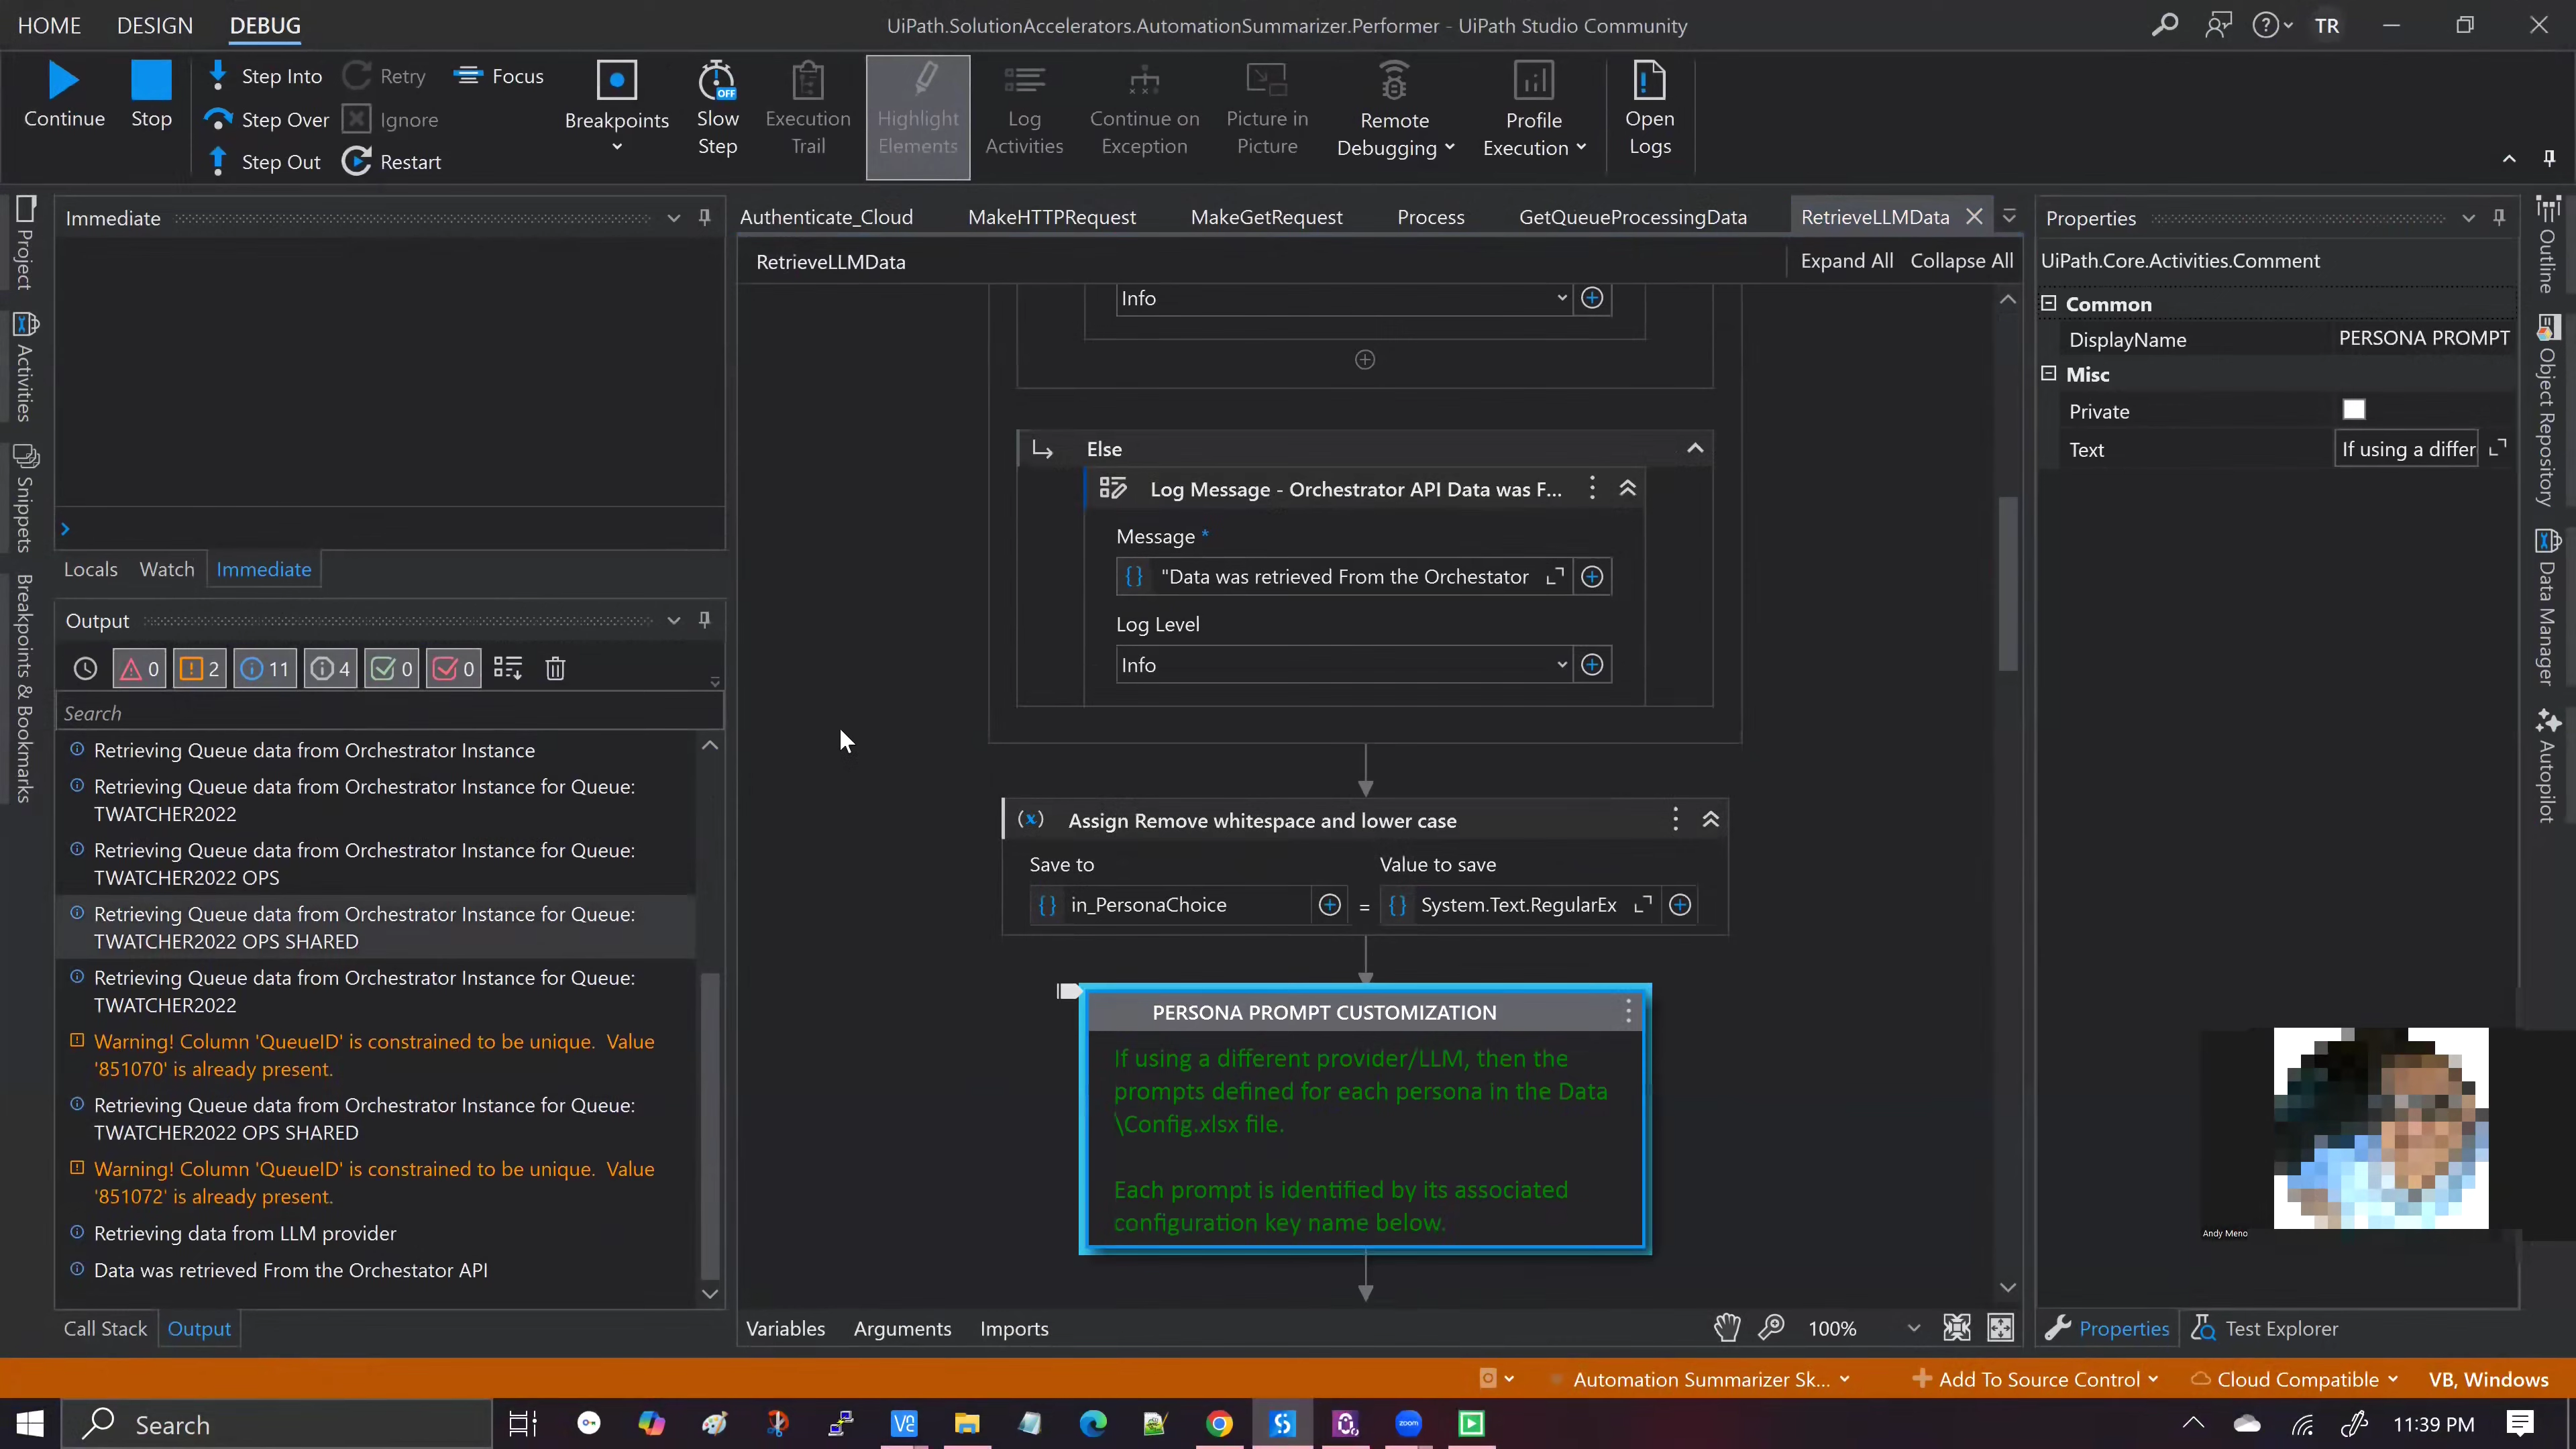 HOME
DESIGN
DEBUG
UiPath.SolutionAccelerators.AutomationSummarizer.Performer - UiPath Studio Community
TR
Continue
Stop
Step Into
Step Over
Step Out
Retry
Ignore
Restart
Focus
Breakpoints
OFF
Slow
Step
Execution
Trail
Highlight
Elements
Log
Activities
Continue on
Exception
Picture in
Picture
Remote
Debugging
Profile
Execution
Open
Logs
Project
Activities
Snippets
Breakpoints & Bookmarks
Immediate
Locals
Watch
Immediate
Output
0
2
11
4
0
0
Search
Retrieving Queue data from Orchestrator Instance
Retrieving Queue data from Orchestrator Instance for Queue:
TWATCHER2022
Retrieving Queue data from Orchestrator Instance for Queue:
TWATCHER2022 OPS
Retrieving Queue data from Orchestrator Instance for Queue:
TWATCHER2022 OPS SHARED
Retrieving Queue data from Orchestrator Instance for Queue:
TWATCHER2022
Warning! Column 'QueueID' is constrained to be unique. Value
'851070' is already present.
Retrieving Queue data from Orchestrator Instance for Queue:
TWATCHER2022 OPS SHARED
Warning! Column 'QueueID' is constrained to be unique. Value
'851072' is already present.
Retrieving data from LLM provider
Data was retrieved From the Orchestator API
Call Stack
Output
Authenticate_Cloud
MakeHTTPRequest
MakeGetRequest
Process
GetQueueProcessingData
RetrieveLLMData
RetrieveLLMData
Expand All
Collapse All
Info
Else
Log Message - Orchestrator API Data was F...
Message *
"Data was retrieved From the Orchestator
Log Level
Info
Assign Remove whitespace and lower case
Save to
Value to save
in_PersonaChoice
=
System.Text.RegularEx
PERSONA PROMPT CUSTOMIZATION
If using a different provider/LLM, then the
prompts defined for each persona in the Data
\Config.xlsx file.
Each prompt is identified by its associated
configuration key name below.
Variables
Arguments
Imports
100%
Properties
UiPath.Core.Activities.Comment
Common
DisplayName
PERSONA PROMPT
Misc
Private
Text
If using a differ
Andy Meno
Properties
Test Explorer
Outline
Object Repository
Data Manager
Autopilot
Automation Summarizer Sk...
Add To Source Control
Cloud Compatible
VB, Windows
Search
zoom
11:39 PM